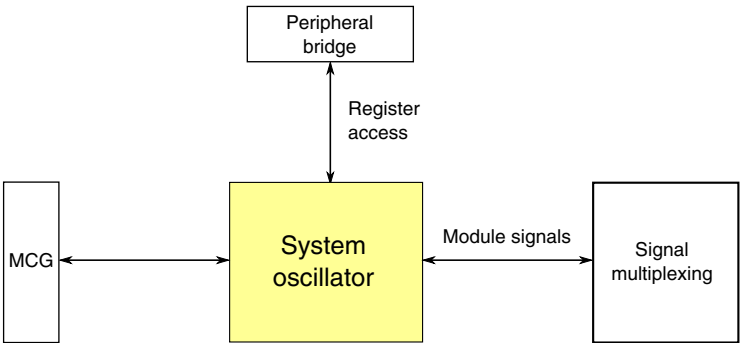 Peripheral
bridge
Register
access
MCG
System
oscillator
Module signals
Signal
multiplexing